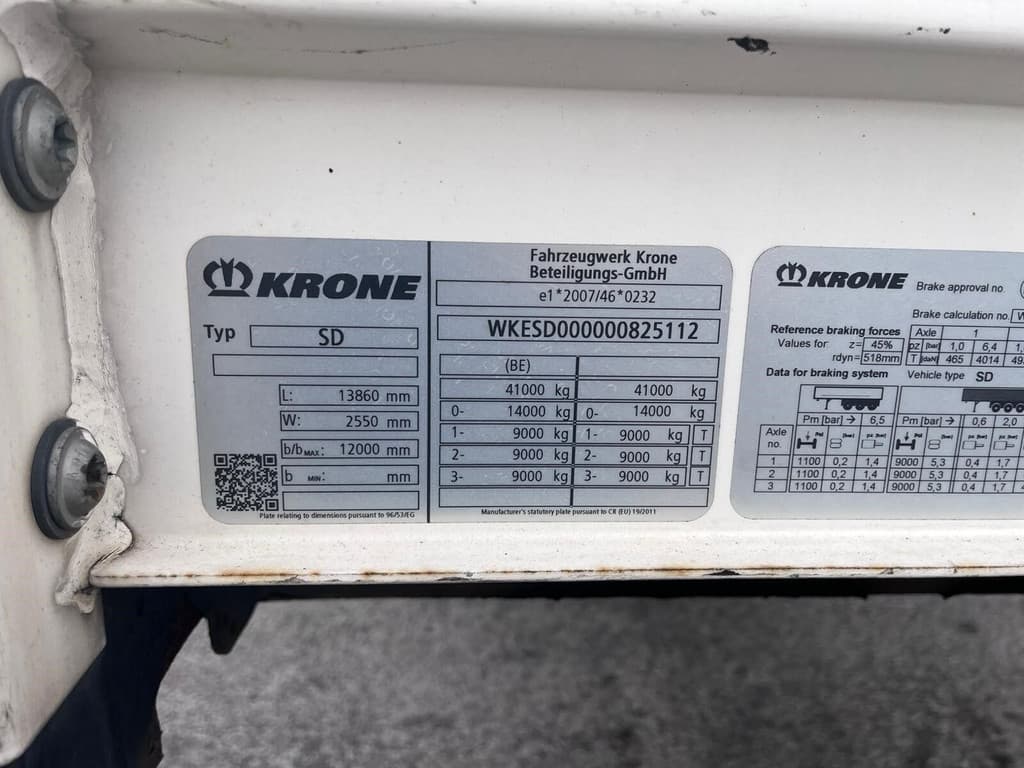 KRONE
Typ SD
L: 13860 mm
W: 2550 mm
b/b MAX: 12000 mm
b MIN: mm
Plate relating to dimensions pursuant to 96/53/EG
Fahrzeugwerk Krone
Beteiligungs-GmbH
e1*2007/46*0232
WKESD000000825112
(BE)
41000 kg 41000 kg
0- 14000 kg 0- 14000 kg
1- 9000 kg 1- 9000 kg T
2- 9000 kg 2- 9000 kg T
3- 9000 kg 3- 9000 kg T
Manufacturer's statutory plate pursuant to CR (EU) 19/2011
KRONE Brake approval no.
Brake calculation no. W
Reference braking forces Axle 1
Values for z= 45% pz [bar] 1,0 6,4 1,
rdyn= 518mm T [daN] 465 4014 49
Data for braking system Vehicle type SD
Pm [bar] → 6,5 Pm [bar] → 0,6 2,0
Axle
no.
1 1100 0,2 1,4 9000 5,3 0,4 1,7
2 1100 0,2 1,4 9000 5,3 0,4 1,7
3 1100 0,2 1,4 9000 5,3 0,4 1,7 4